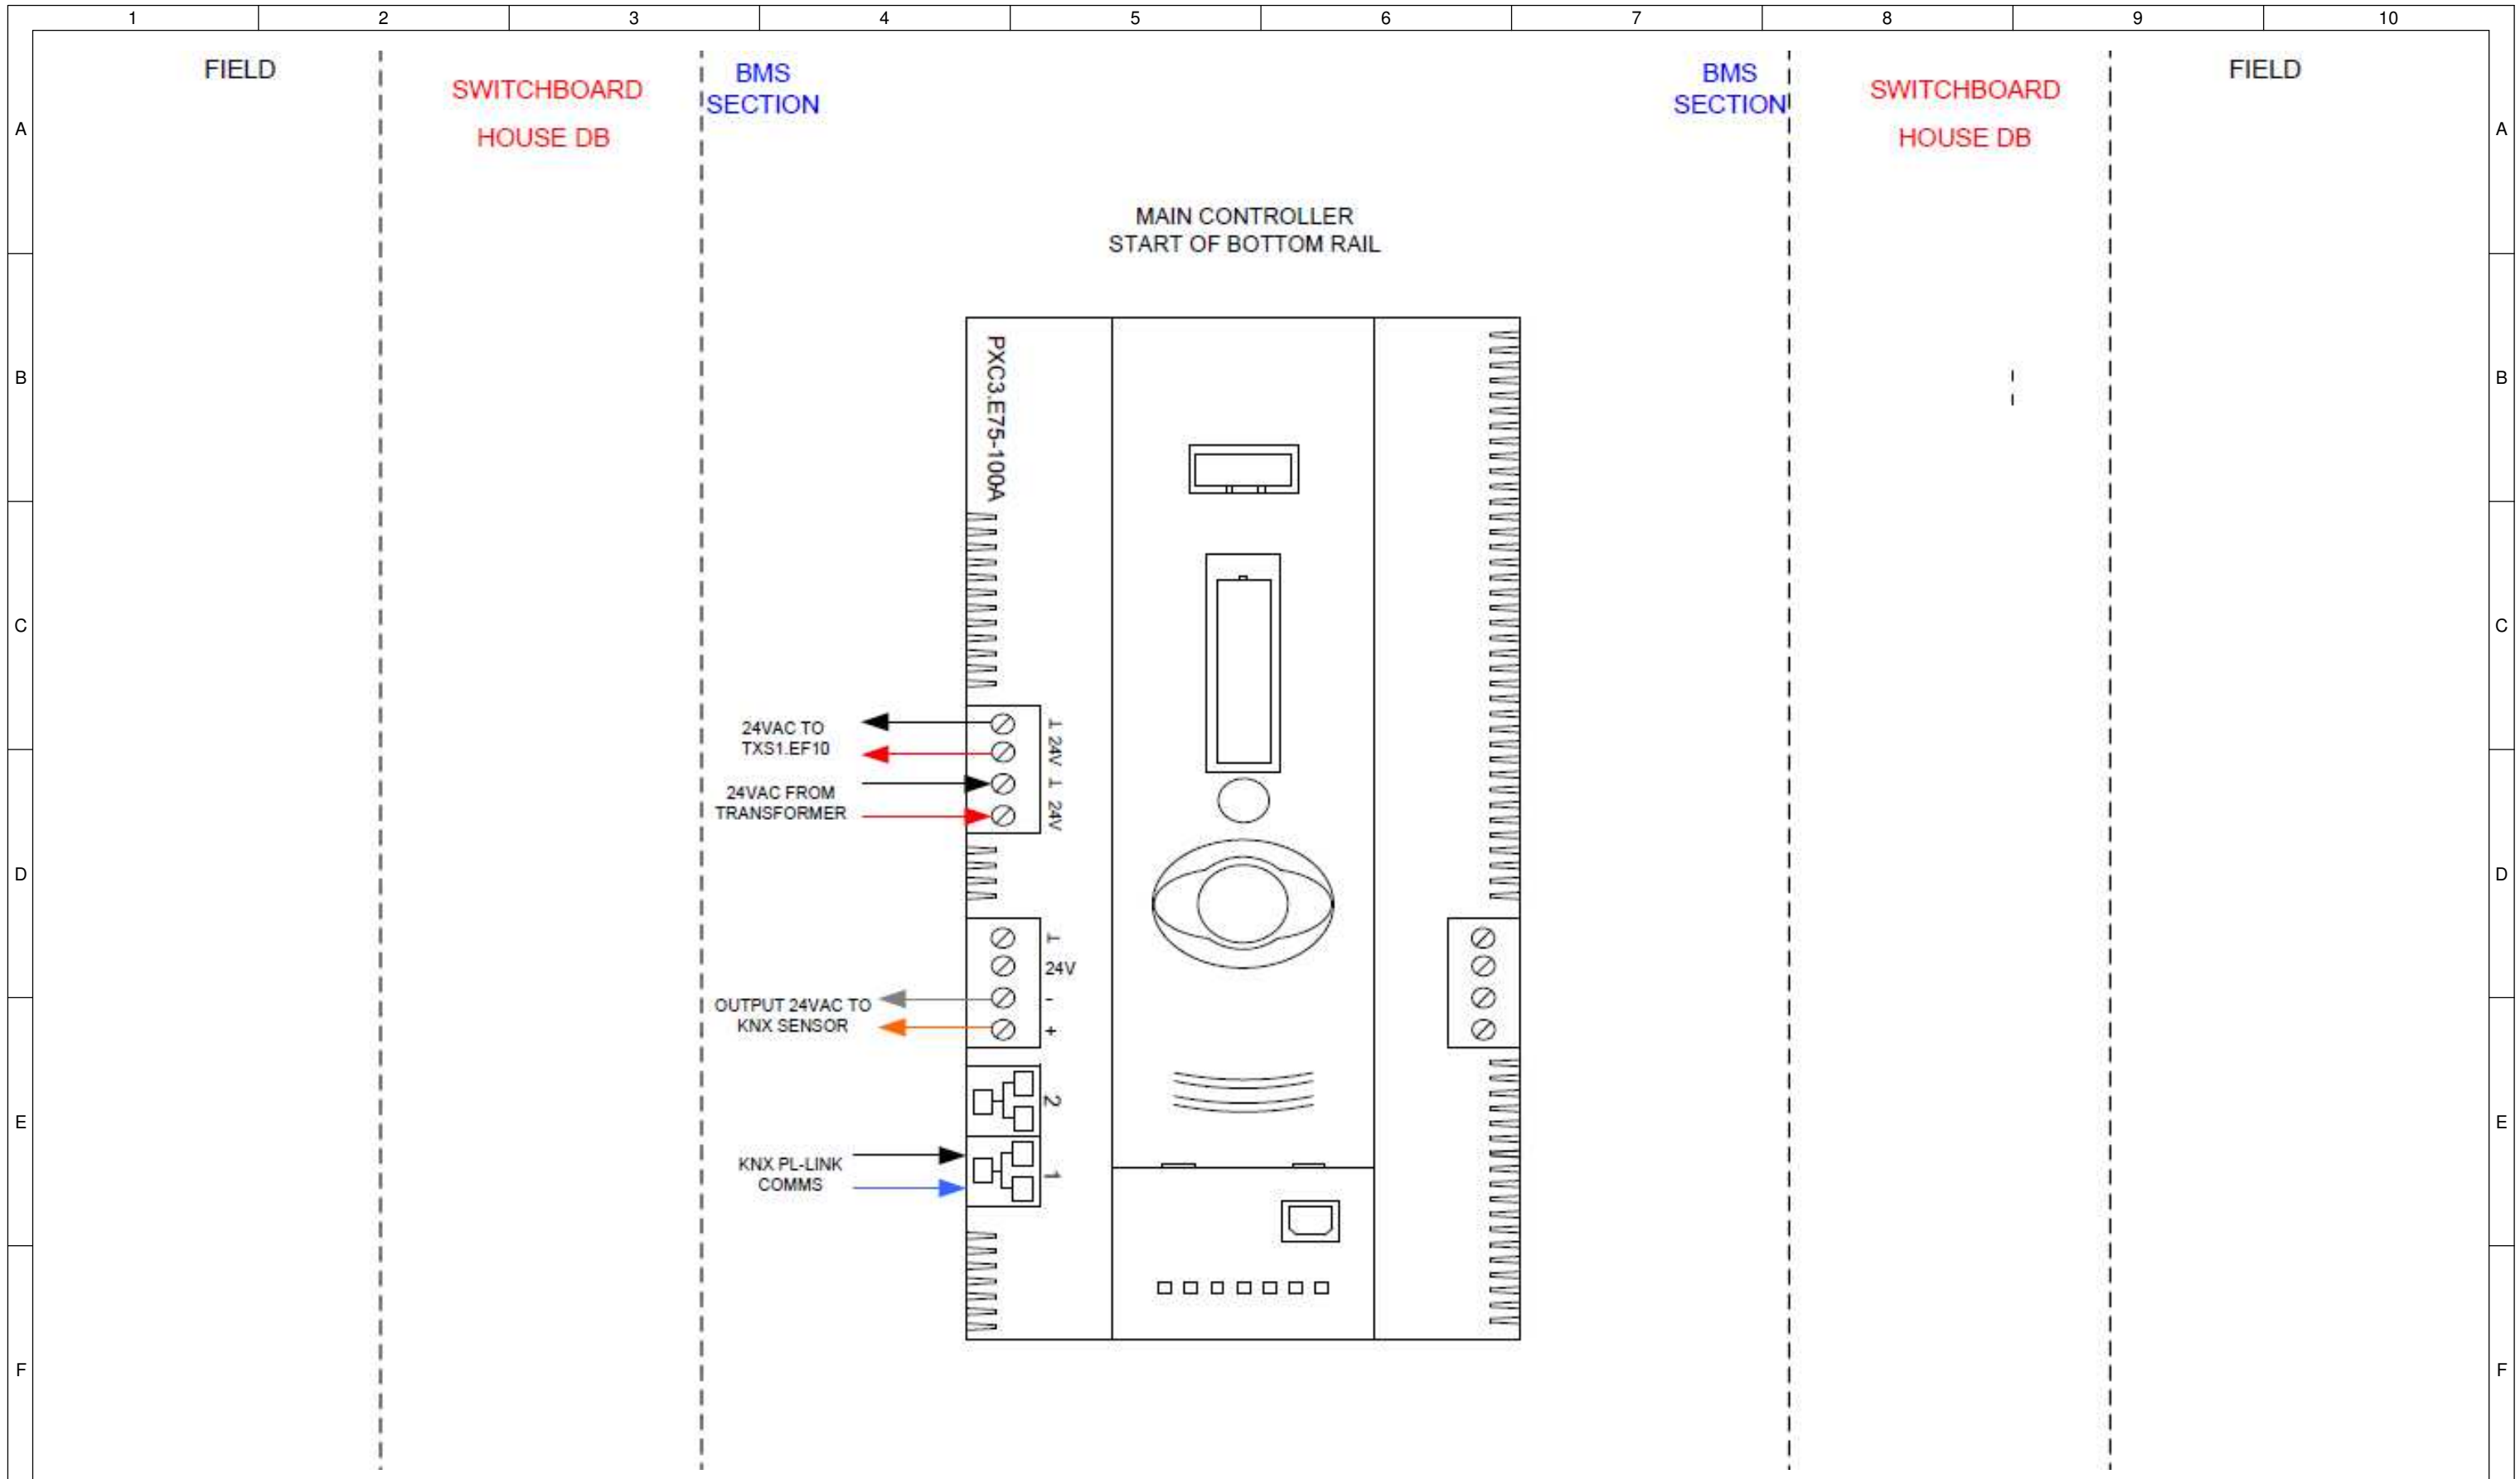 1 2 3 4 5 6 7 8 9 10
FIELD
SWITCHBOARD
HOUSE DB
BMS
SECTION
BMS
SECTION
SWITCHBOARD
HOUSE DB
FIELD
A A
MAIN CONTROLLER
START OF BOTTOM RAIL
B B
PXC3.E75-100A
C C
24VAC TO
TXS1.EF10
⊥ 24V ⊥ 24V
24VAC FROM
TRANSFORMER
D D
⊥
24V
-
+
OUTPUT 24VAC TO
KNX SENSOR
2
E E
KNX PL-LINK
COMMS
1
F F